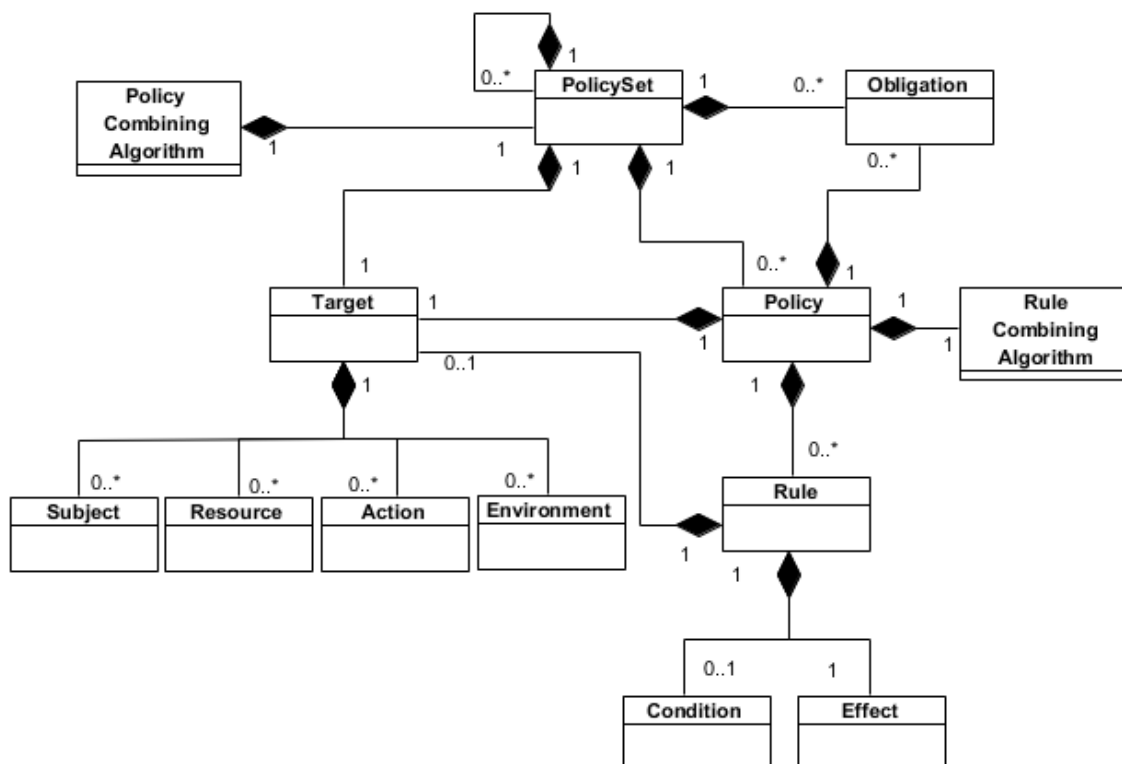 1
0..*
PolicySet
1
0..*
Obligation
Policy
Combining
Algorithm
1
1
1
1
0..*
1
0..*
1
Target
1
1
Policy
1
1
Rule
Combining
Algorithm
0..1
1
1
0..*
0..*
0..*
0..*
0..*
Subject
Resource
Action
Environment
Rule
1
1
0..1
1
Condition
Effect